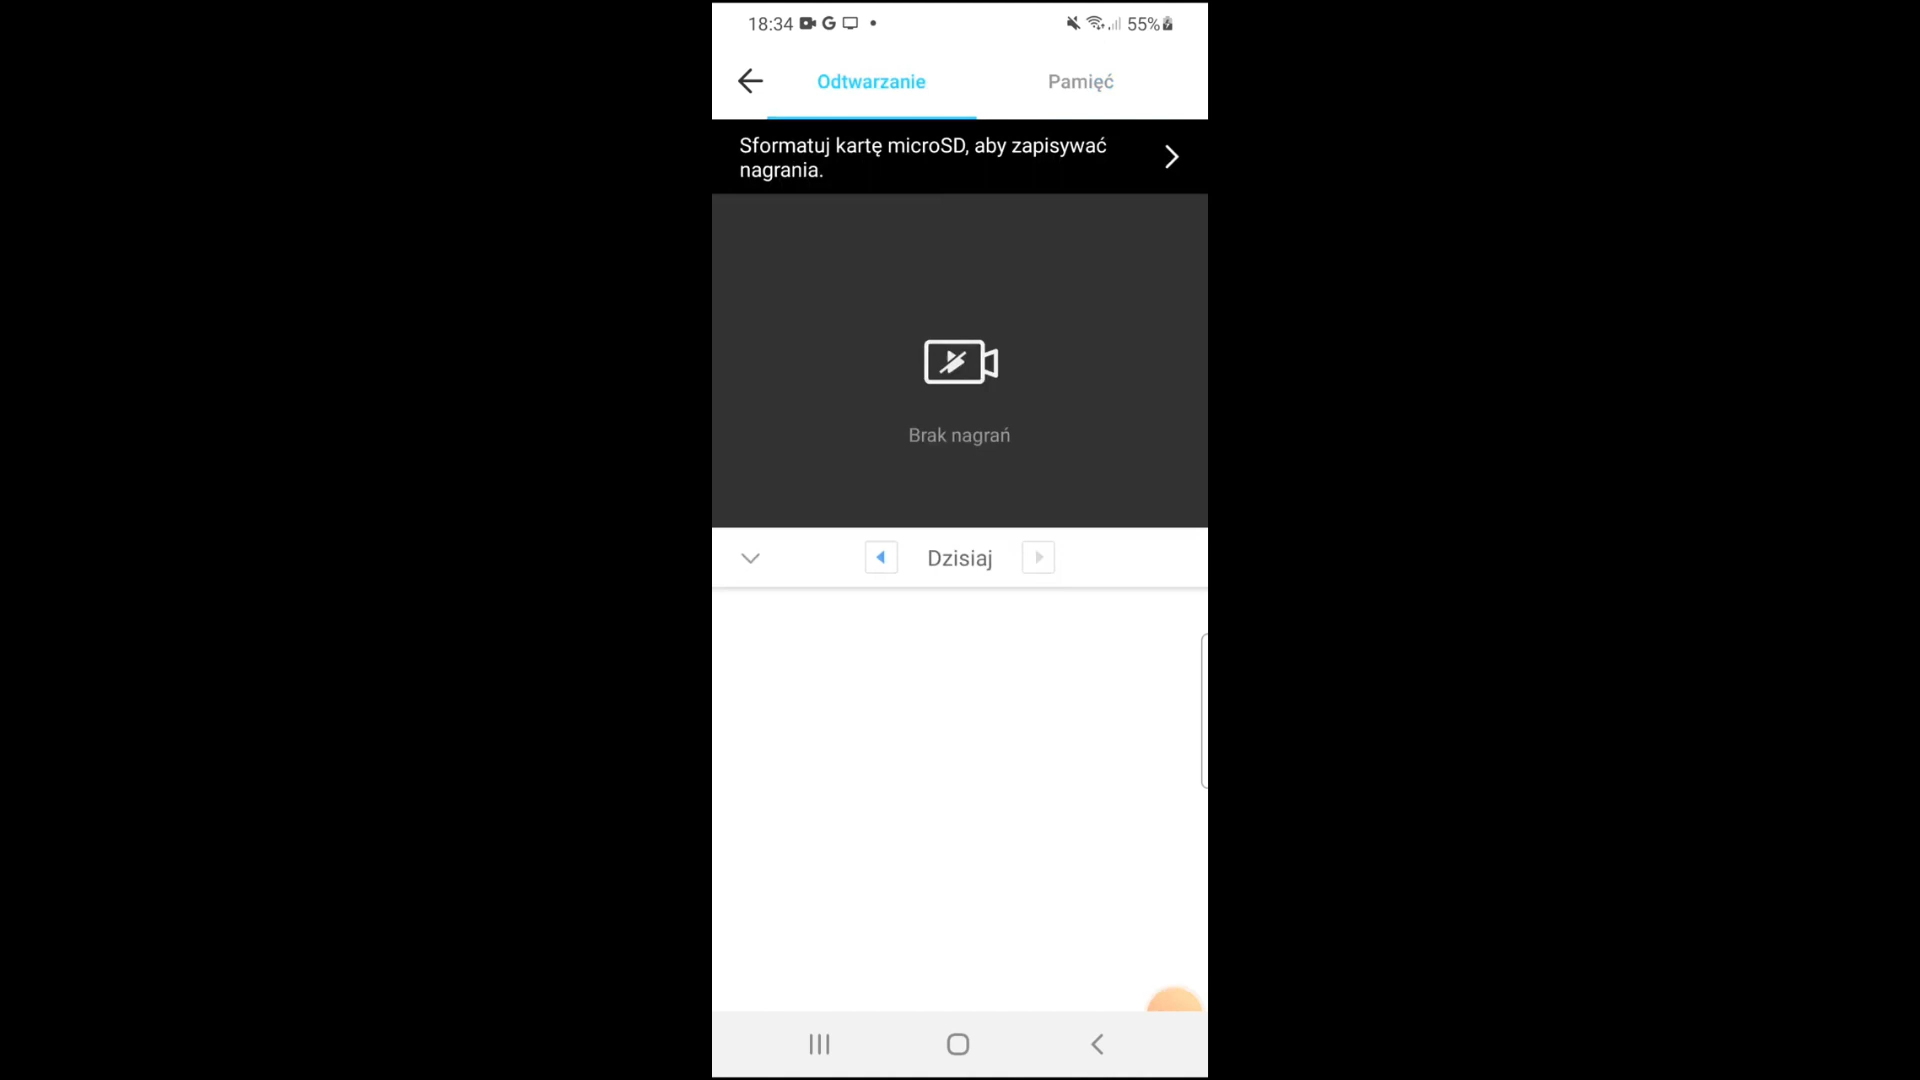 18:34
55%
Odtwarzanie
Pamięć
Sformatuj kartę microSD, aby zapisywać
nagrania.
Brak nagrań
Dzisiaj